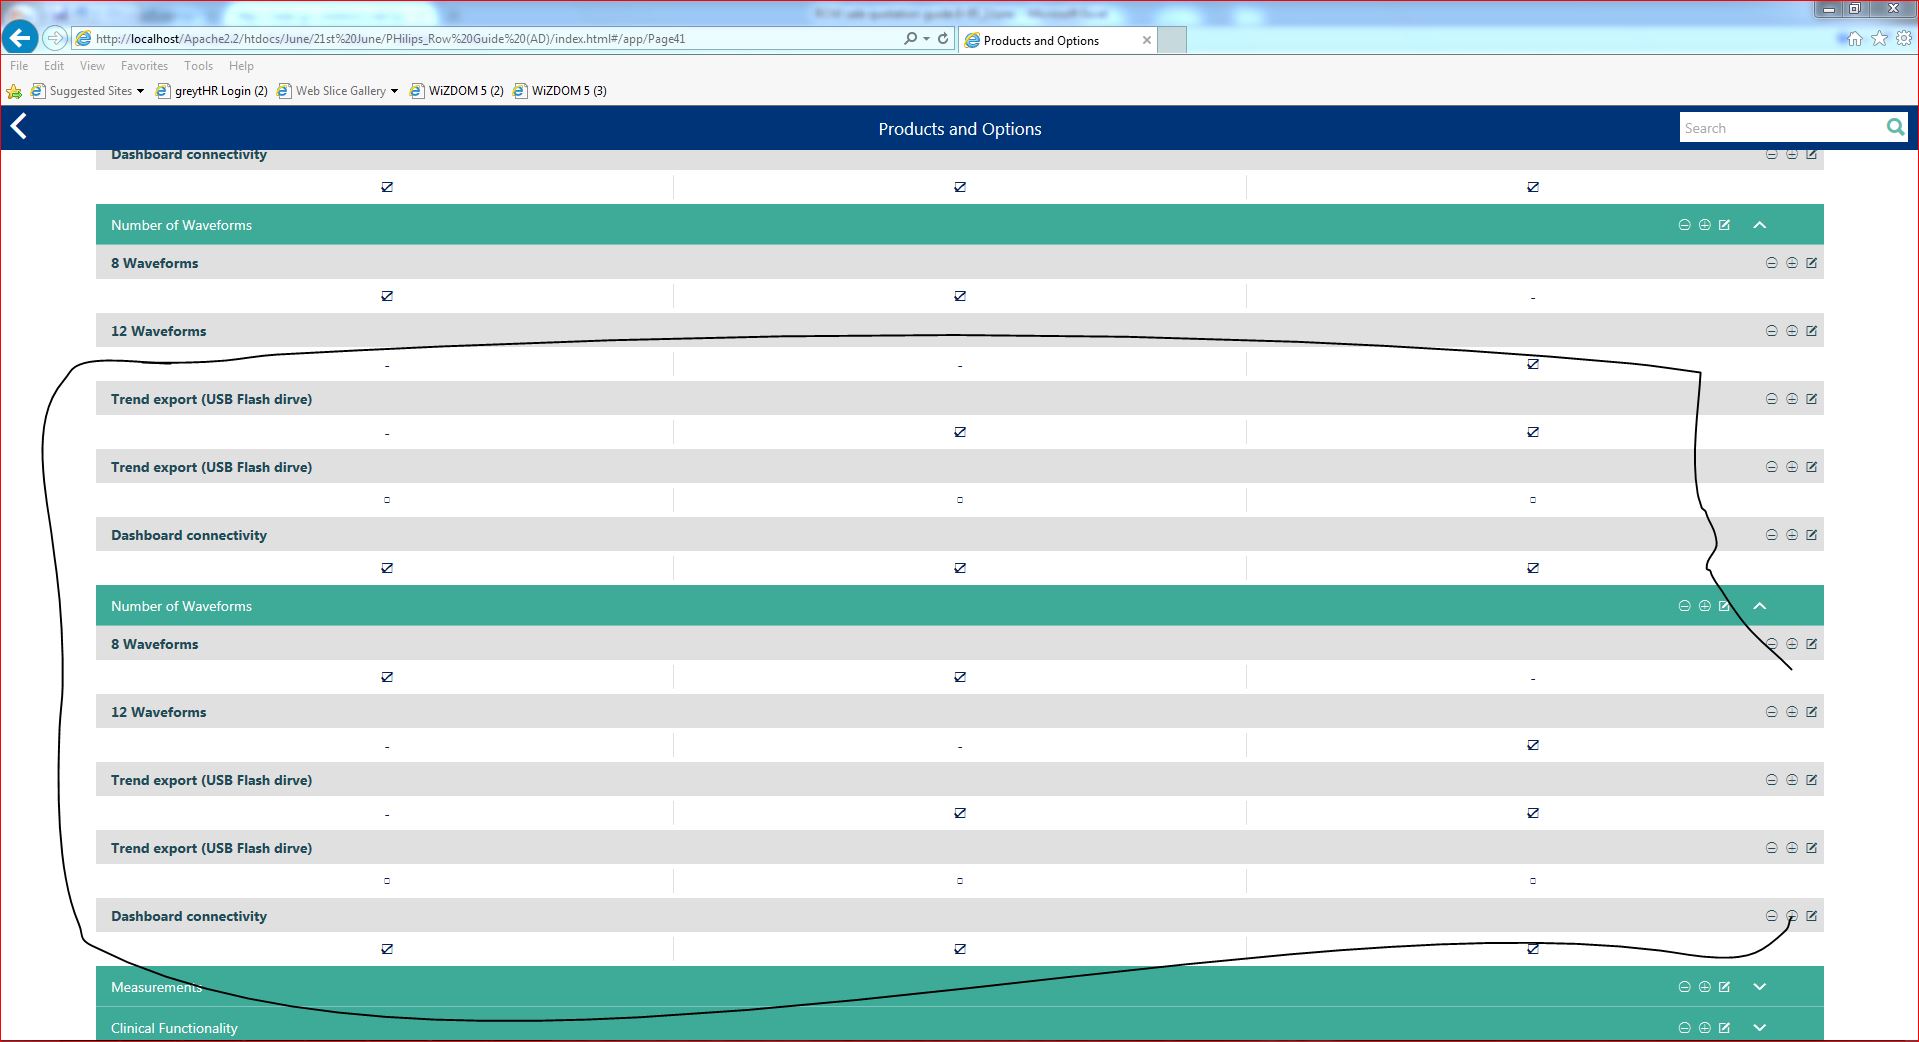 http://localhost/Apache2.2/htdocs/June/21st%20June/PHilips_Row%20Guide%20(AD)/index.html#/app/Page41
Products and Options
File Edit View Favorites Tools Help
Suggested Sites greytHR Login (2) Web Slice Gallery WiZDOM 5 (2) WiZDOM 5 (3)
Products and Options
Search
Dashboard connectivity
Number of Waveforms
8 Waveforms
-
12 Waveforms
- -
Trend export (USB Flash dirve)
-
Trend export (USB Flash dirve)
Dashboard connectivity
Number of Waveforms
8 Waveforms
-
12 Waveforms
- -
Trend export (USB Flash dirve)
-
Trend export (USB Flash dirve)
Dashboard connectivity
Measurements
Clinical Functionality